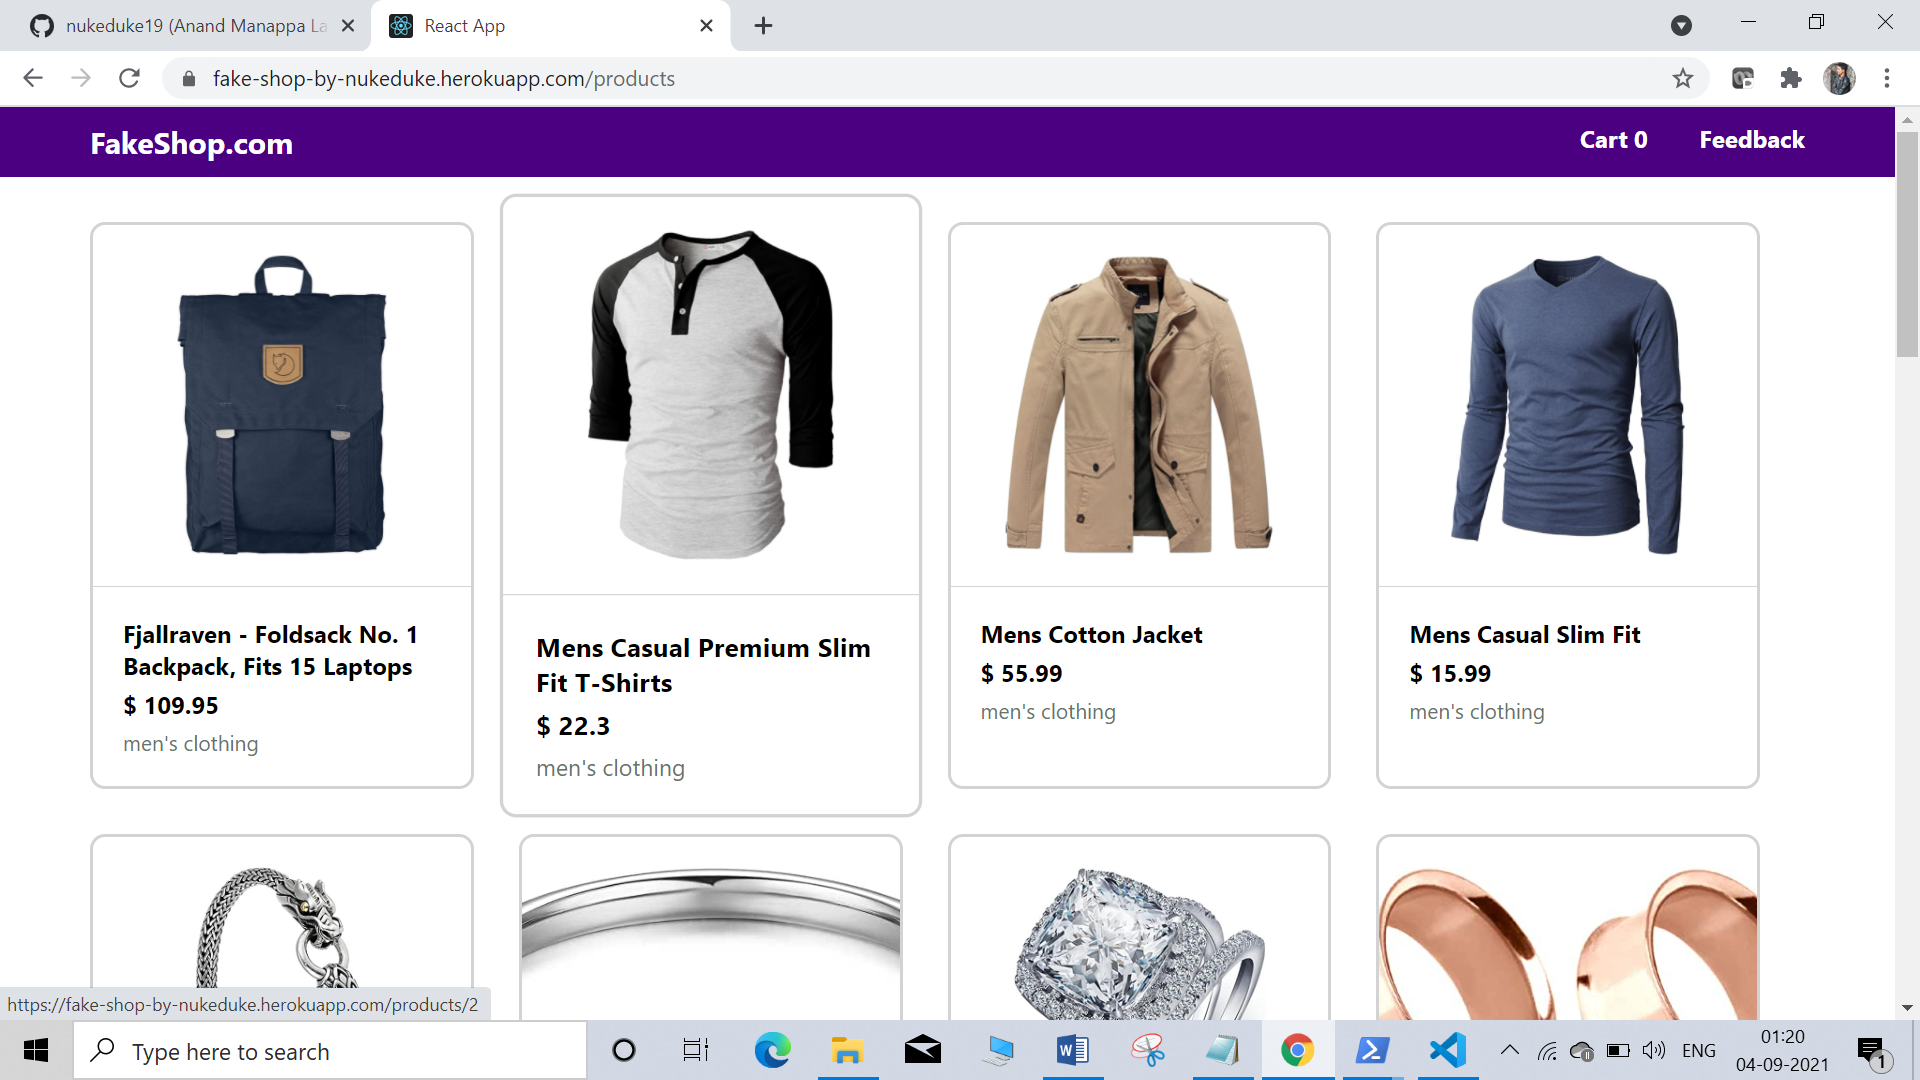 nukeduke19 (Anand Manappa La
React App
fake-shop-by-nukeduke.herokuapp.com/products
FakeShop.com
Cart 0
Feedback
Fjallraven - Foldsack No. 1
Backpack, Fits 15 Laptops
$ 109.95
men's clothing
Mens Casual Premium Slim
Fit T-Shirts
$ 22.3
men's clothing
Mens Cotton Jacket
$ 55.99
men's clothing
Mens Casual Slim Fit
$ 15.99
men's clothing
https://fake-shop-by-nukeduke.herokuapp.com/products/2
Type here to search
ENG
01:20
04-09-2021
1